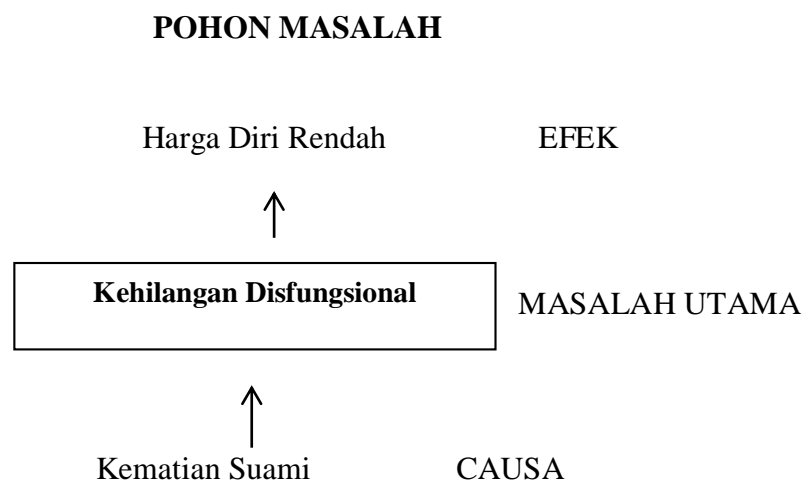 POHON MASALAH
Harga Diri Rendah EFEK
Kehilangan Disfungsional
MASALAH UTAMA
Kematian Suami CAUSA